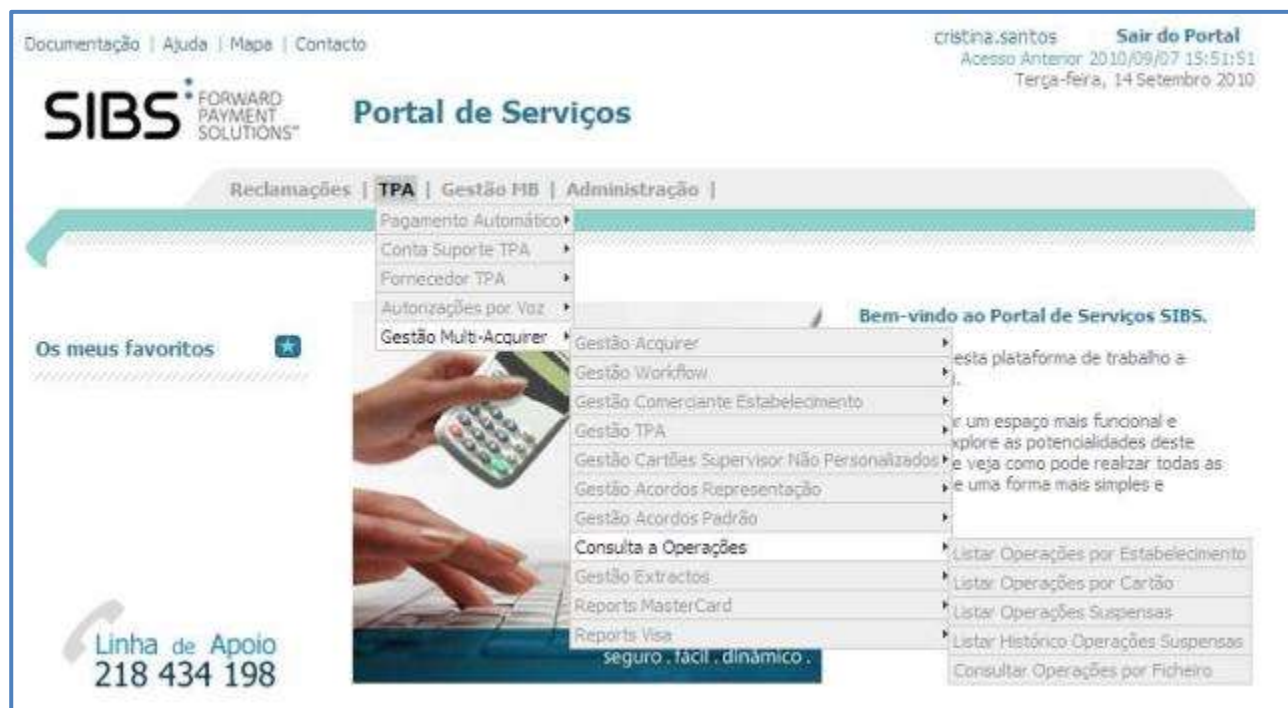 Documentação | Ajuda | Mapa | Contacto
cristina.santos Sair do Portal
Acesso Anterior 2010/09/07 15:51:51
Terça-feira, 14 Setembro 2010
SIBS FORWARD PAYMENT SOLUTIONS™
Portal de Serviços
Reclamações | TPA | Gestão MB | Administração |
Pagamento Automático
Conta Suporte TPA
Fornecedor TPA
Autorizações por Voz
Gestão Multi-Acquirer
Gestão Acquirer
Gestão Workflow
Gestão Comerciante Estabelecimento
Gestão TPA
Gestão Cartões Supervisor Não Personalizados
Gestão Acordos Representação
Gestão Acordos Padrão
Consulta a Operações
Gestão Extractos
Reports MasterCard
Reports Visa
Listar Operações por Estabelecimento
Listar Operações por Cartão
Listar Operações Suspensas
Listar Histórico Operações Suspensas
Consultar Operações por Ficheiro
Os meus favoritos
Bem-vindo ao Portal de Serviços SIBS.
esta plataforma de trabalho a
um espaço mais funcional e
as potencialidades deste
e veja como pode realizar todas as
e uma forma mais simples e
seguro . fácil . dinâmico .
Linha de Apoio
218 434 198